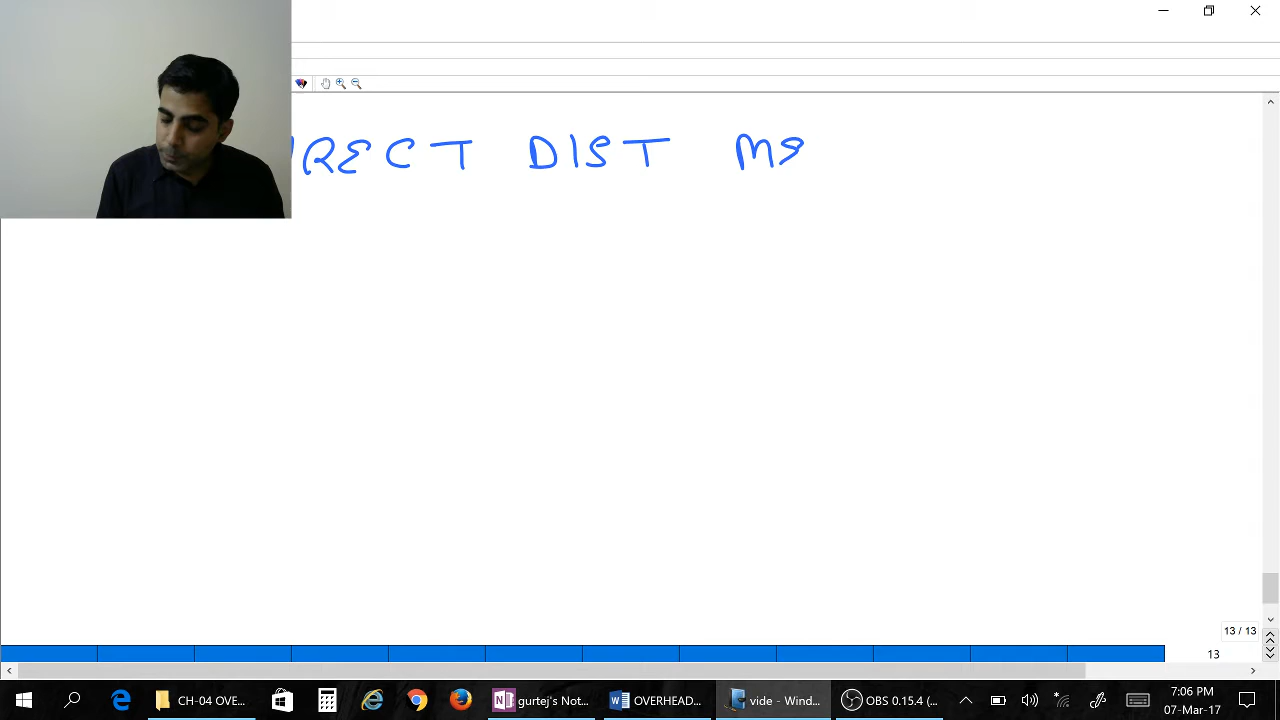 IRECT DIST MS
13 / 13
13
CH-04 OVE...
gurtej's Not...
OVERHEAD...
vide - Wind...
OBS 0.15.4 (...
7:06 PM
07-Mar-17